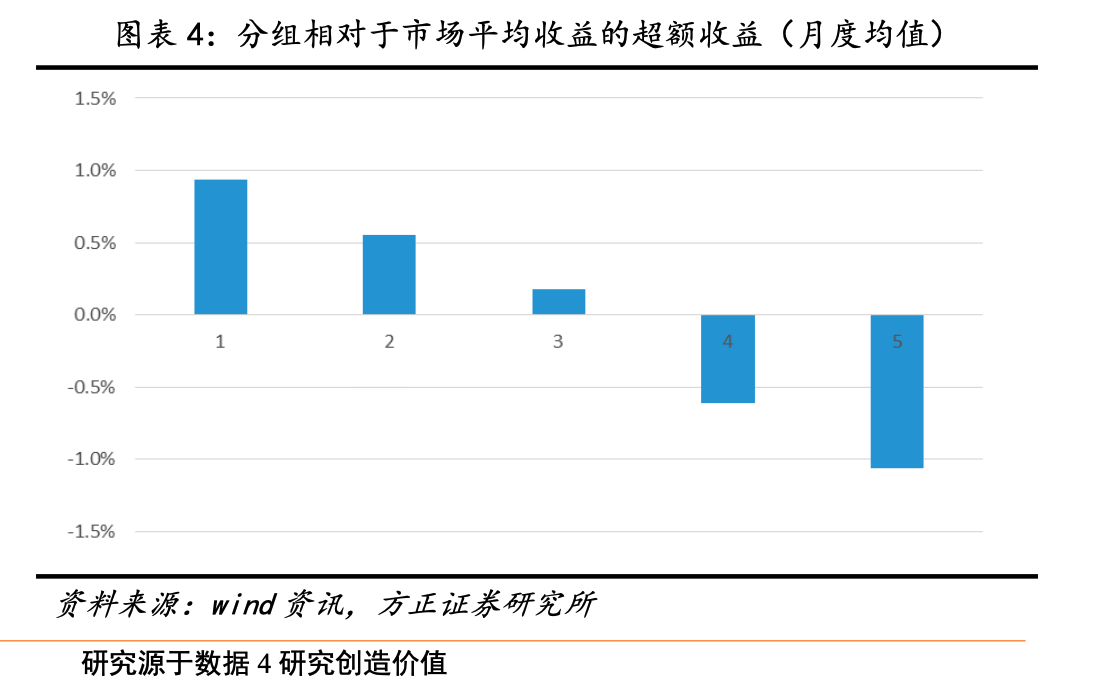 图表 4：分组相对于市场平均收益的超额收益（月度均值）
1.5%
1.0%
0.5%
0.0%
1 2 3 4 5
-0.5%
-1.0%
-1.5%
资料来源：wind 资讯，方正证券研究所
研究源于数据 4 研究创造价值